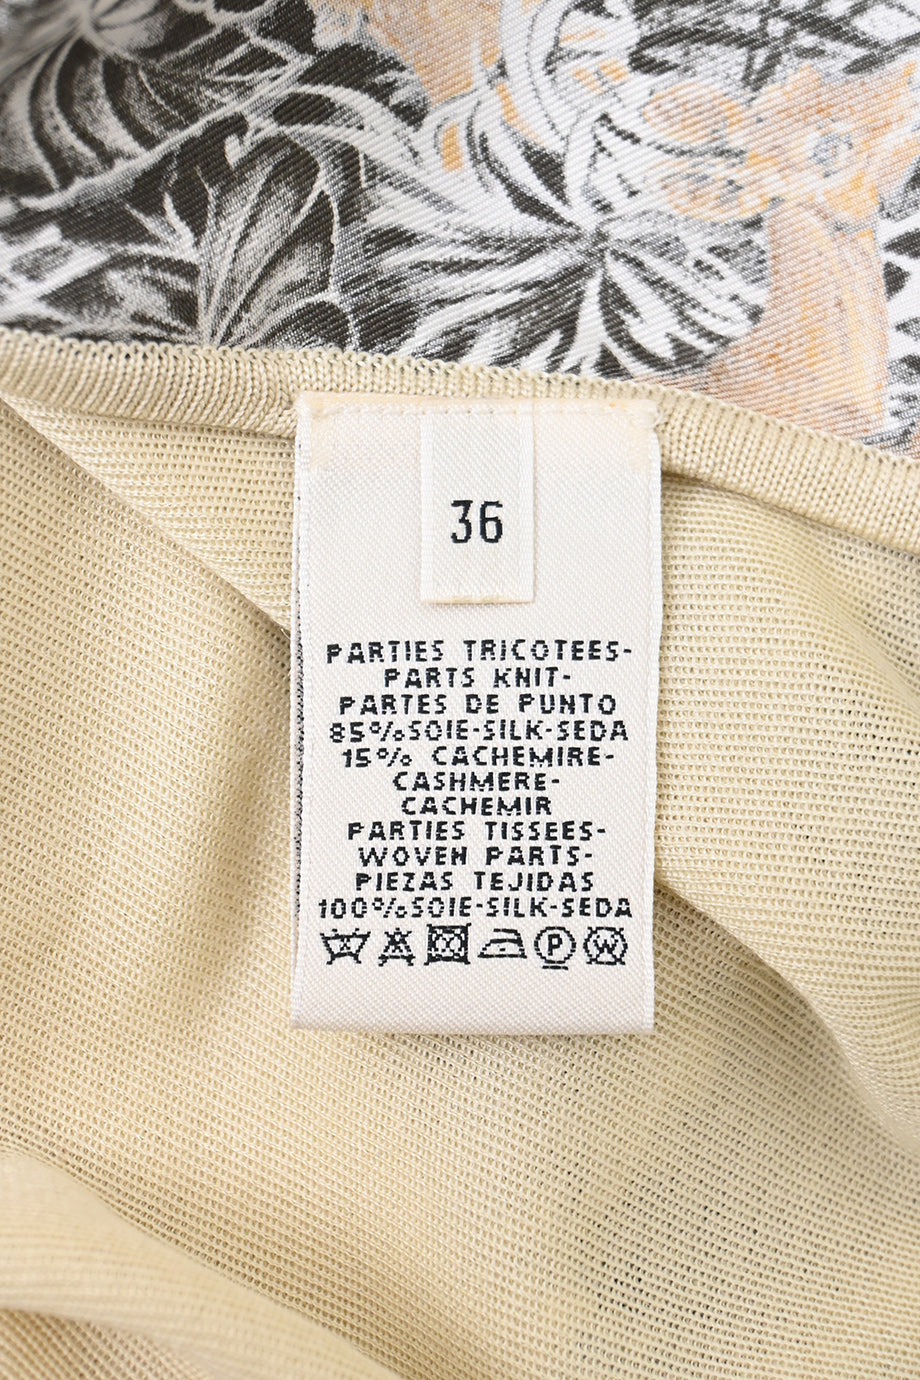 36
PARTIES TRICOTEES-
PARTS KNIT-
PARTES DE PUNTO
85%SOIE-SILK-SEDA
15% CACHEMIRE-
CASHMERE-
CACHEMIR
PARTIES TISSEES-
WOVEN PARTS-
PIEZAS TEJIDAS
100%SOIE-SILK-SEDA
P W